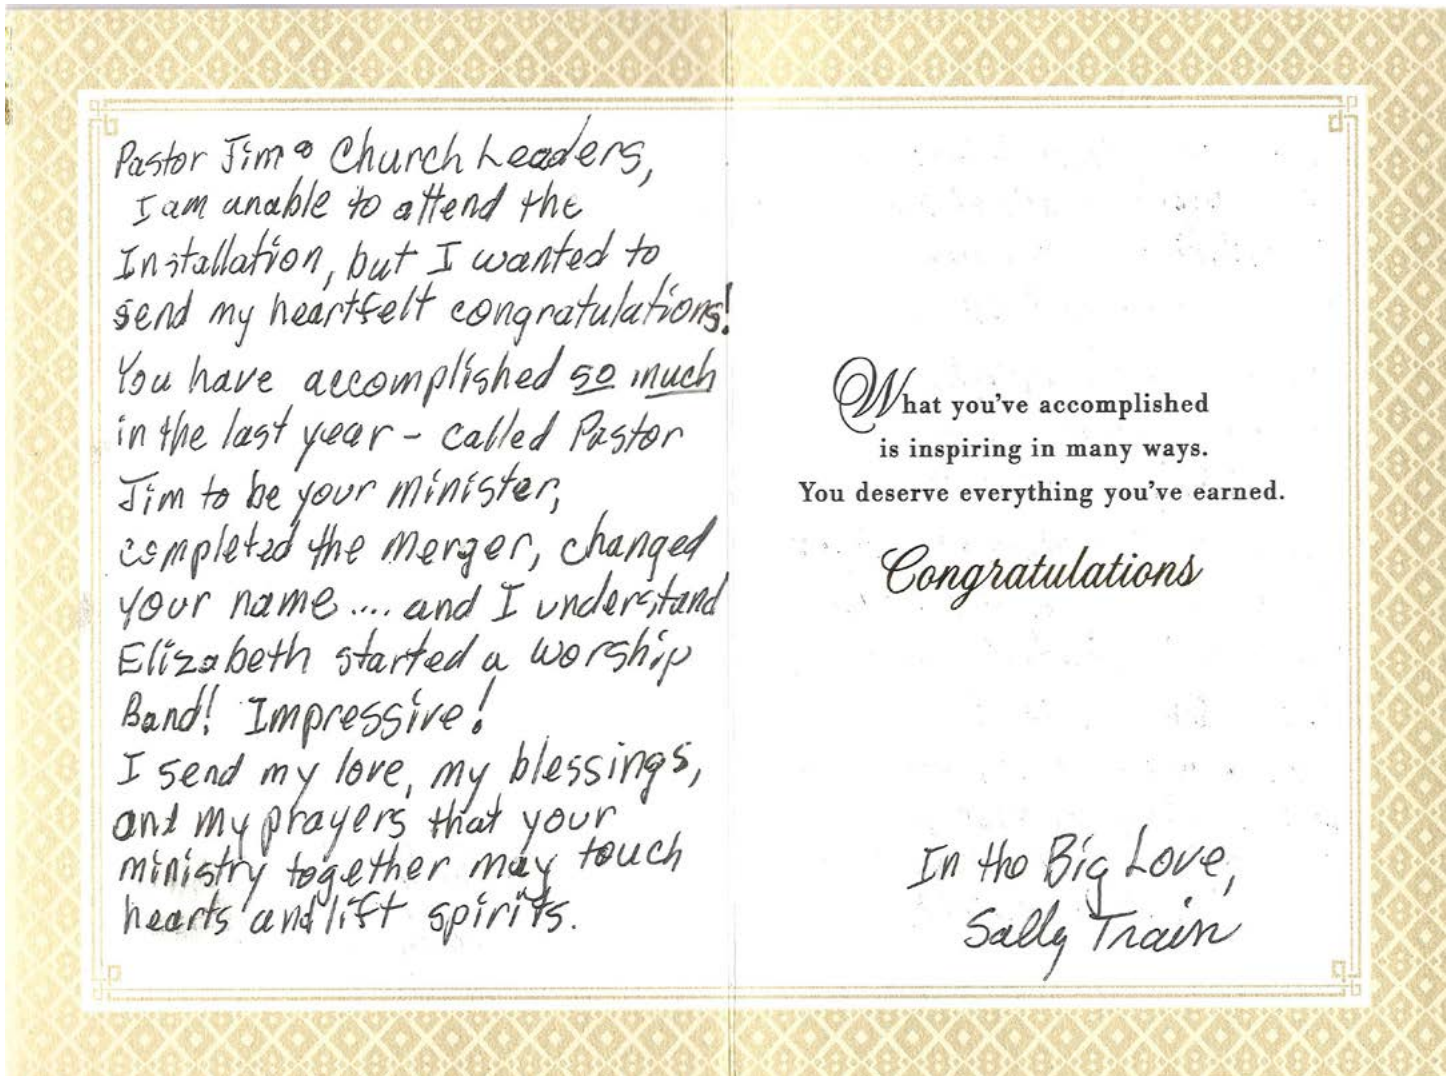 Pastor Jim & Church Leaders,
I am unable to attend the
Installation, but I wanted to
send my heartfelt congratulations!
You have accomplished so much
in the last year - called Pastor
Jim to be your minister,
completed the merger, changed
your name .... and I understand
Elizabeth started a worship
Band! Impressive!
I send my love, my blessings,
and my prayers that your
ministry together may touch
hearts and lift spirits.
What you've accomplished
is inspiring in many ways.
You deserve everything you've earned.
Congratulations
In the Big Love,
Sally Train